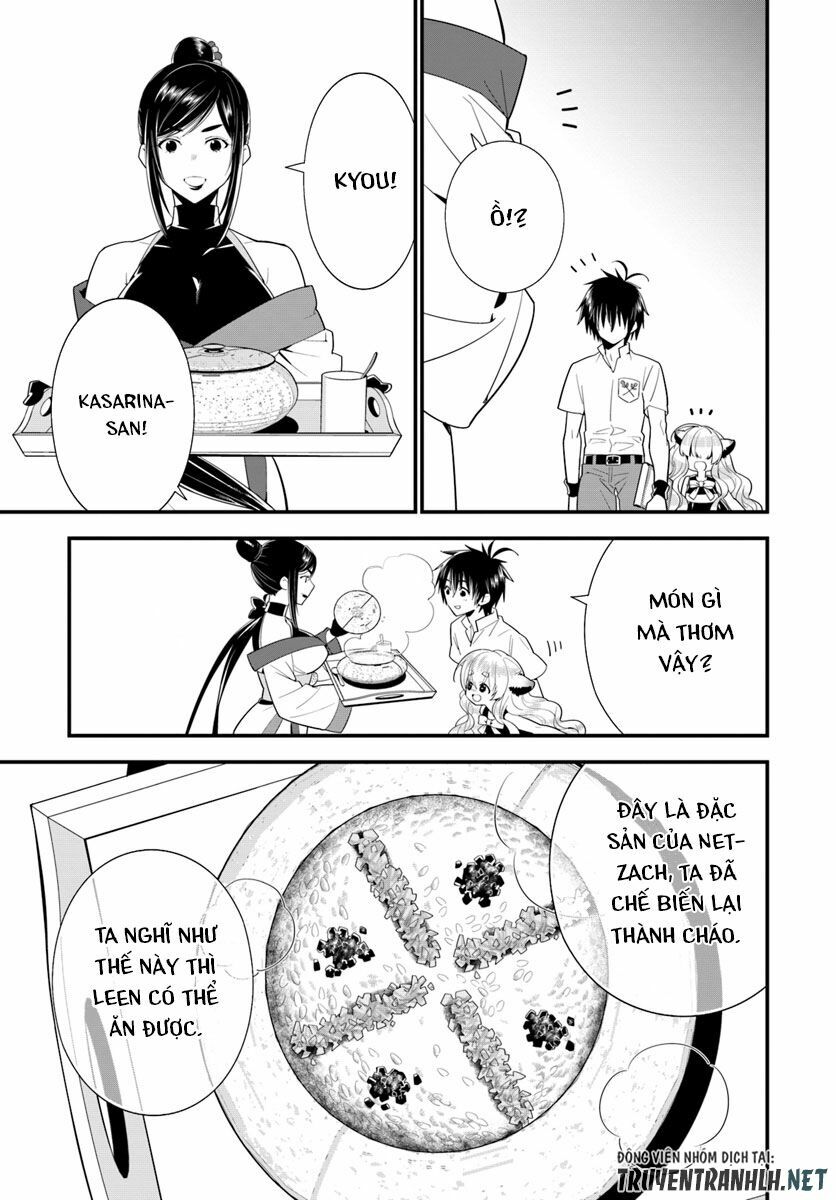 Ồ!?
KYOU!
KASARINA-
SAN!
MÓN GÌ
MÀ THƠM
VẬY?
ĐÂY LÀ ĐẶC
SẢN CỦA NET-
ZACH, TA ĐÃ
CHẾ BIẾN LẠI
THÀNH CHÁO.
TA NGHĨ NHƯ
THẾ NÀY THÌ
LEEN CÓ THỂ
ĂN ĐƯỢC.
ĐỘNG VIÊN NHÓM DỊCH TẠI:
TRUYENTRANHLH.NET